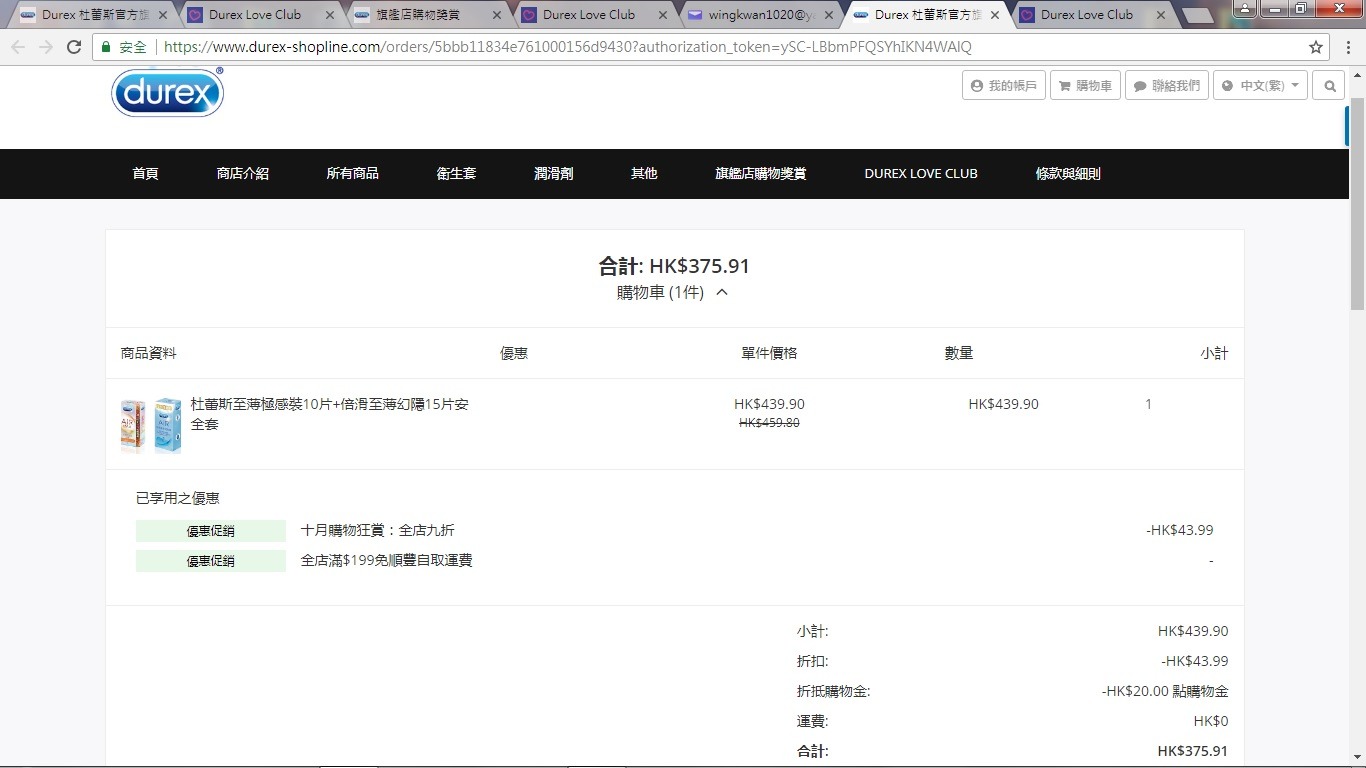 Durex 杜蕾斯官方旗
Durex Love Club
旗艦店購物獎賞
Durex Love Club
wingkwan1020@y
Durex 杜蕾斯官方旗
Durex Love Club
安全
https://www.durex-shopline.com/orders/5bbb11834e761000156d9430?authorization_token=ySC-LBbmPFQSYhIKN4WAIQ
durex®
我的帳戶
購物車
聯絡我們
中文(繁)
首頁
商店介紹
所有商品
衛生套
潤滑劑
其他
旗艦店購物獎賞
DUREX LOVE CLUB
條款與細則
合計: HK$375.91
購物車 (1件)
商品資料
優惠
單件價格
數量
小計
杜蕾斯至薄極感裝10片+倍滑至薄幻隱15片安
全套
HK$439.90
HK$459.80
HK$439.90
1
已享用之優惠
優惠促銷
十月購物狂賞：全店九折
-HK$43.99
優惠促銷
全店滿$199免順豐自取運費
-
小計:
HK$439.90
折扣:
-HK$43.99
折抵購物金:
-HK$20.00 點購物金
運費:
HK$0
合計:
HK$375.91